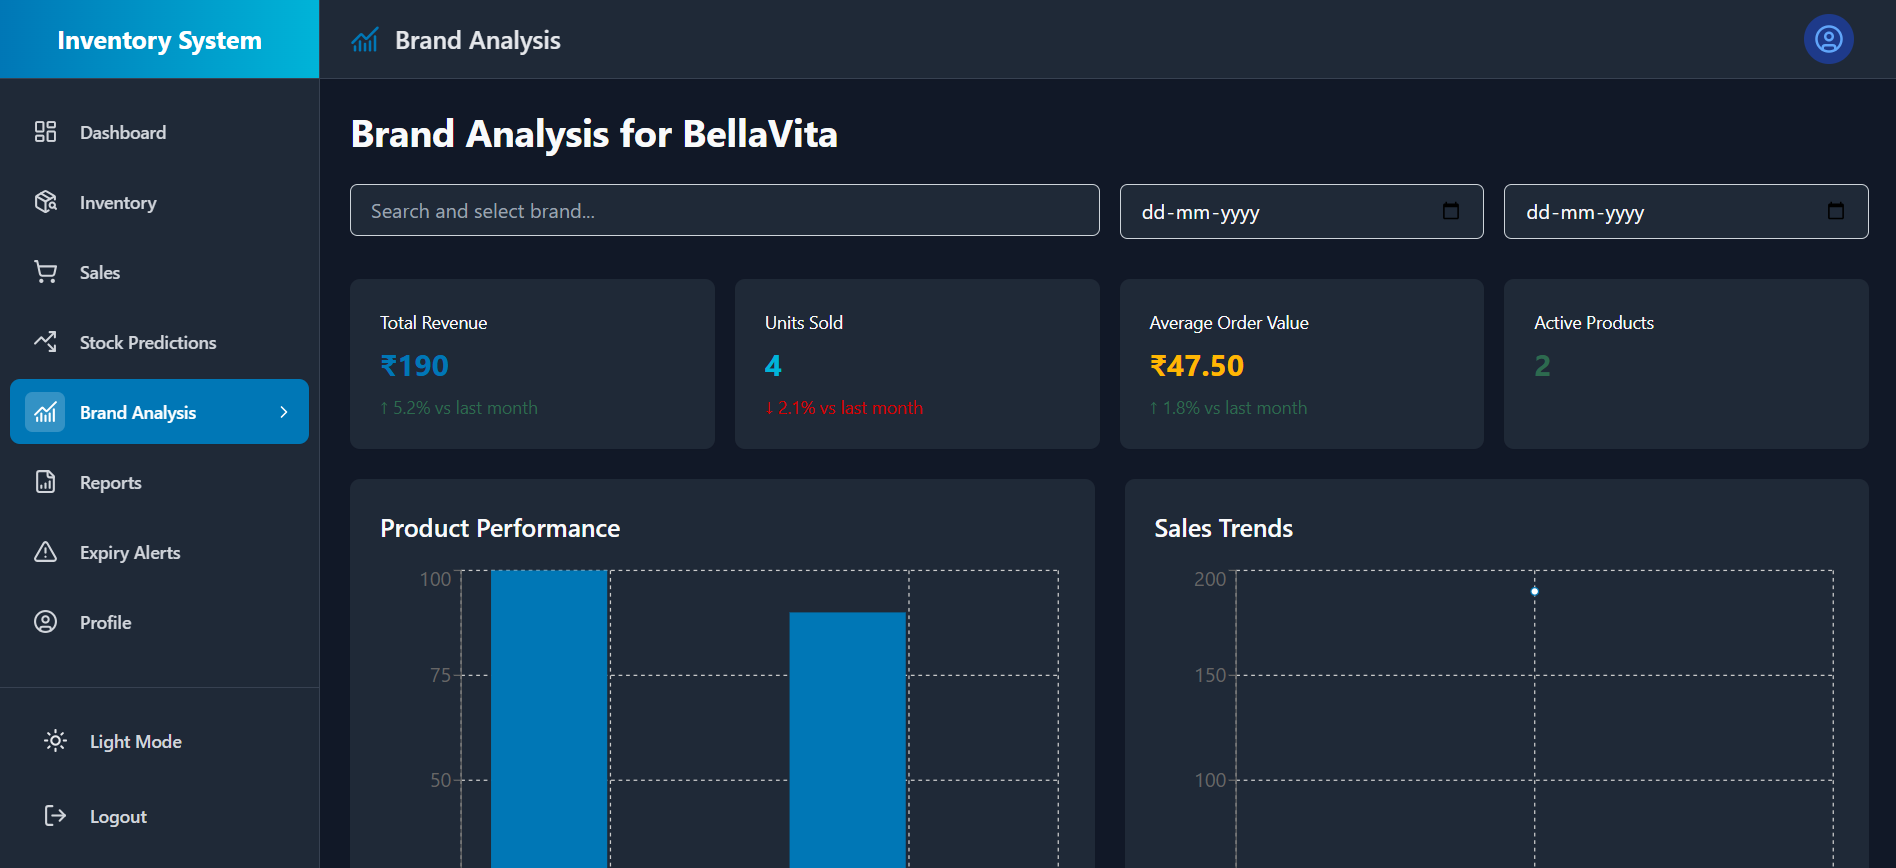 Inventory System
Brand Analysis
Dashboard
Inventory
Sales
Stock Predictions
Brand Analysis
Reports
Expiry Alerts
Profile
Light Mode
Logout
Brand Analysis for BellaVita
Search and select brand...
dd-mm-yyyy
dd-mm-yyyy
Total Revenue
₹190
↑ 5.2% vs last month
Units Sold
4
↓ 2.1% vs last month
Average Order Value
₹47.50
↑ 1.8% vs last month
Active Products
2
Product Performance
100
75
50
Sales Trends
200
150
100